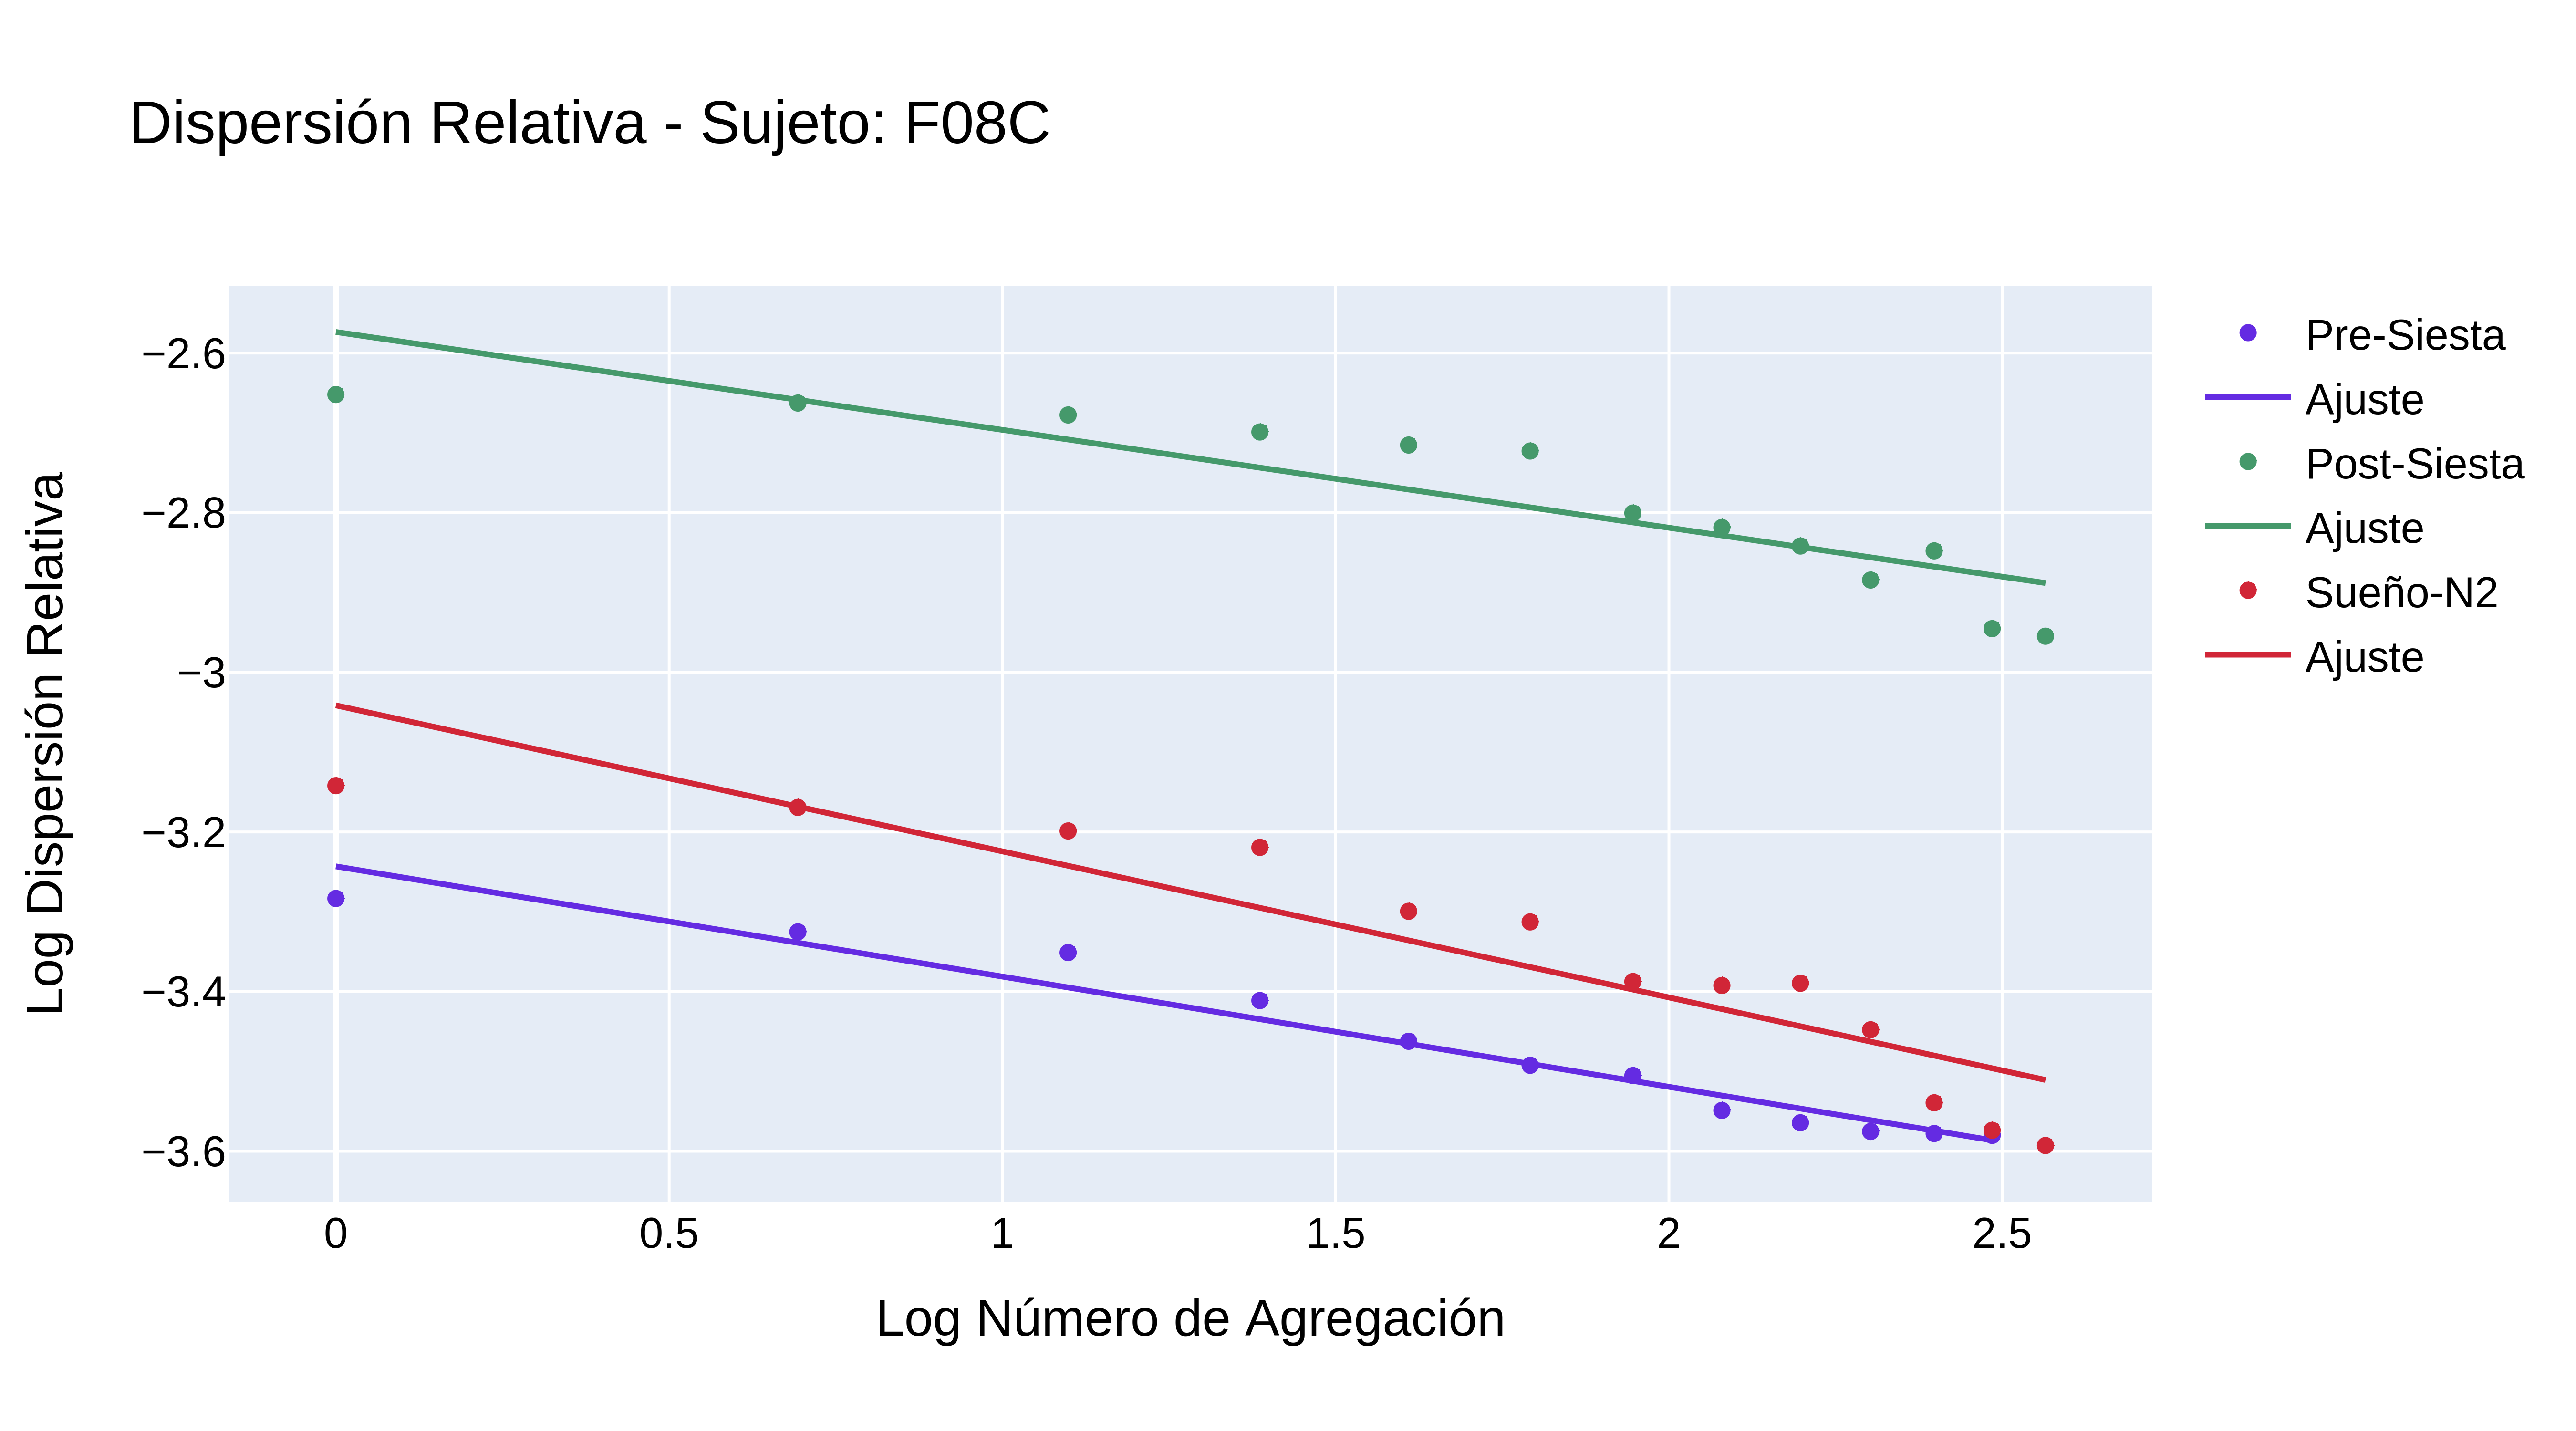 Dispersión Relativa - Sujeto: F08C
Log Dispersión Relativa
−2.6
−2.8
−3
−3.2
−3.4
−3.6
0
0.5
1
1.5
2
2.5
Log Número de Agregación
Pre-Siesta
Ajuste
Post-Siesta
Ajuste
Sueño-N2
Ajuste